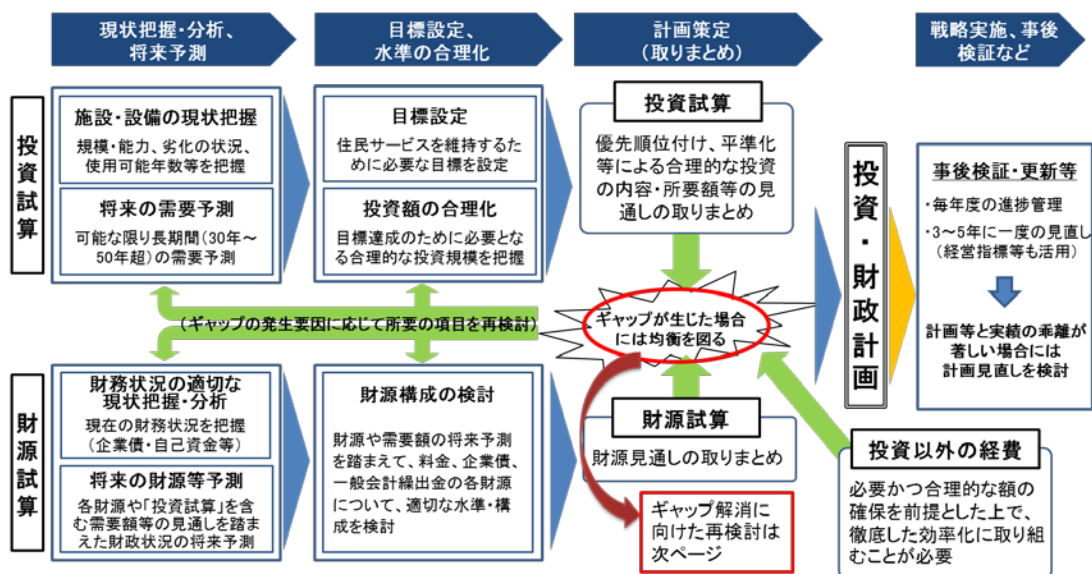 現状把握・分析、
将来予測
目標設定、
水準の合理化
計画策定
(取りまとめ)
戦略実施、事後
検証など
投資試算
施設・設備の現状把握
規模・能力、劣化の状況、
使用可能年数等を把握
将来の需要予測
可能な限り長期間(30年～
50年超)の需要予測
目標設定
住民サービスを維持するた
めに必要な目標を設定
投資額の合理化
目標達成のために必要とな
る合理的な投資規模を把握
投資試算
優先順位付け、平準化
等による合理的な投資
の内容・所要額等の見
通しの取りまとめ
投資・財政計画
事後検証・更新等
・毎年度の進捗管理
・3～5年に一度の見直し
(経営指標等も活用)
計画等と実績の乖離が
著しい場合には
計画見直しを検討
(ギャップの発生要因に応じて所要の項目を再検討)
ギャップが生じた場合
には均衡を図る
財源試算
財務状況の適切な
現状把握・分析
現在の財務状況を把握
(企業債・自己資金等)
将来の財源等予測
各財源や「投資試算」を含
む需要額等の見通しを踏ま
えた財政状況の将来予測
財源構成の検討
財源や需要額の将来予測
を踏まえて、料金、企業債、
一般会計繰出金の各財源
について、適切な水準・構
成を検討
財源試算
財源見通しの取りまとめ
ギャップ解消に
向けた再検討は
次ページ
投資以外の経費
必要かつ合理的な額の
確保を前提とした上で、
徹底した効率化に取り組
むことが必要